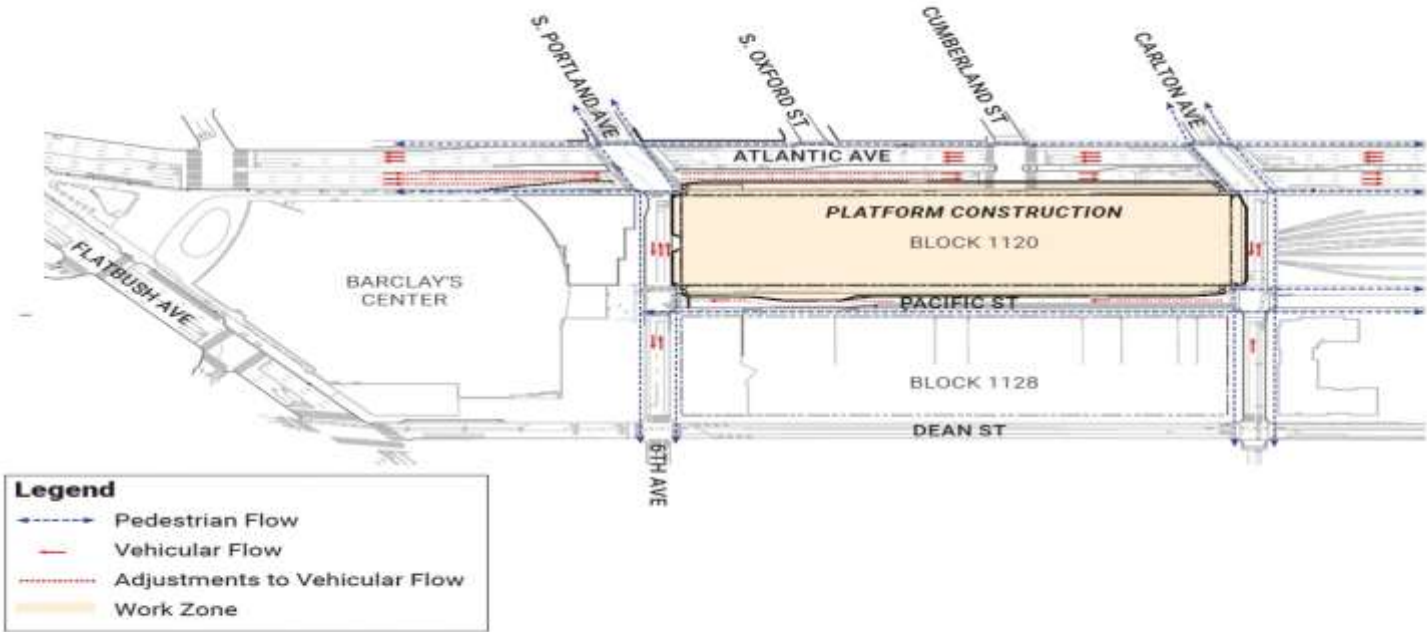 S. PORTLAND AVE
S. OXFORD ST
CUMBERLAND ST
CARLTON AVE
ATLANTIC AVE
PLATFORM CONSTRUCTION
BLOCK 1120
FLATBUSH AVE
BARCLAY'S
CENTER
PACIFIC ST
BLOCK 1128
DEAN ST
6TH AVE
Legend
Pedestrian Flow
Vehicular Flow
Adjustments to Vehicular Flow
Work Zone